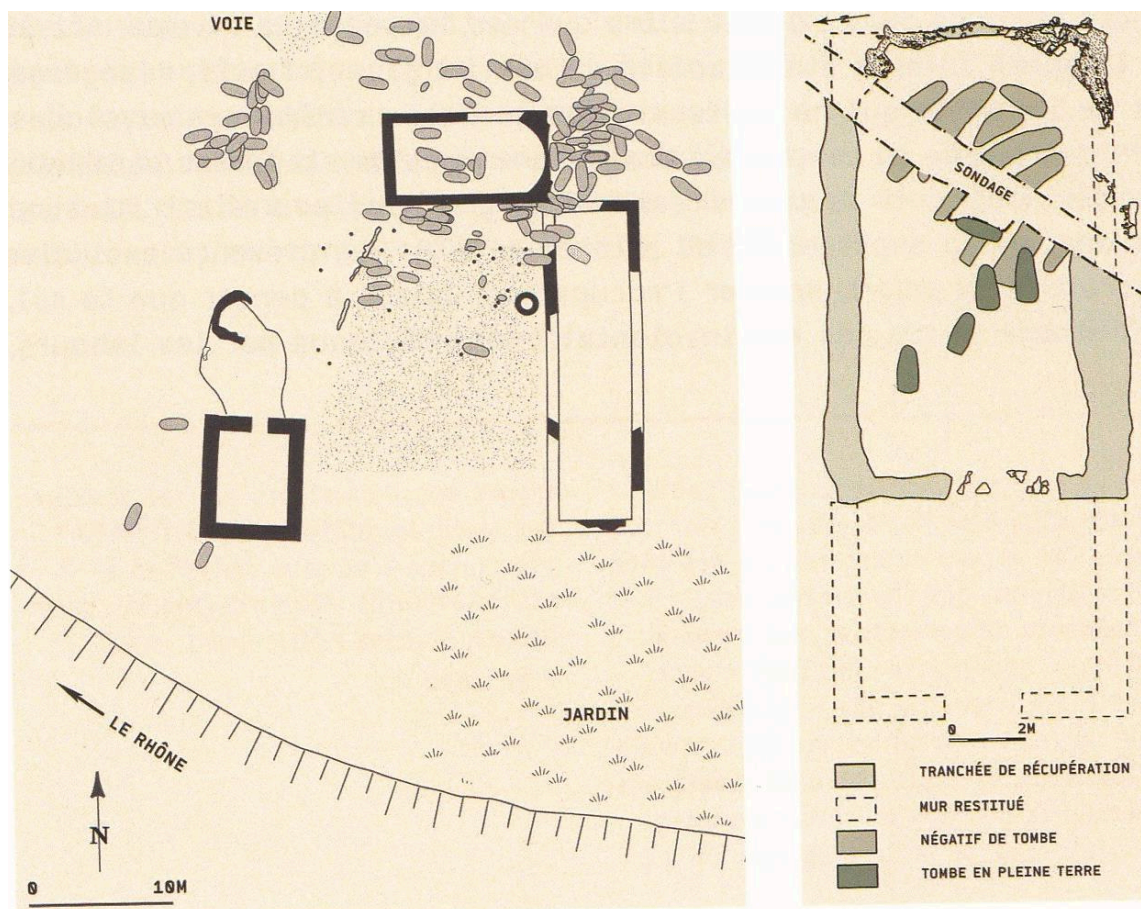 VOIE
SONDAGE
JARDIN
LE RHÔNE
N
0 10M
0 2M
TRANCHÉE DE RÉCUPÉRATION
MUR RESTITUÉ
NÉGATIF DE TOMBE
TOMBE EN PLEINE TERRE